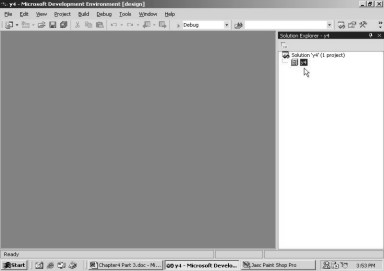 y4 - Microsoft Development Environment [design]
File Edit View Project Build Debug Tools Window Help
Debug
Solution Explorer - y4
Solution 'y4' (1 project)
y4
Ready
Start Chapter4 Part 3.doc - Mi... y4 - Microsoft Develo... Jasc Paint Shop Pro 3:53 PM